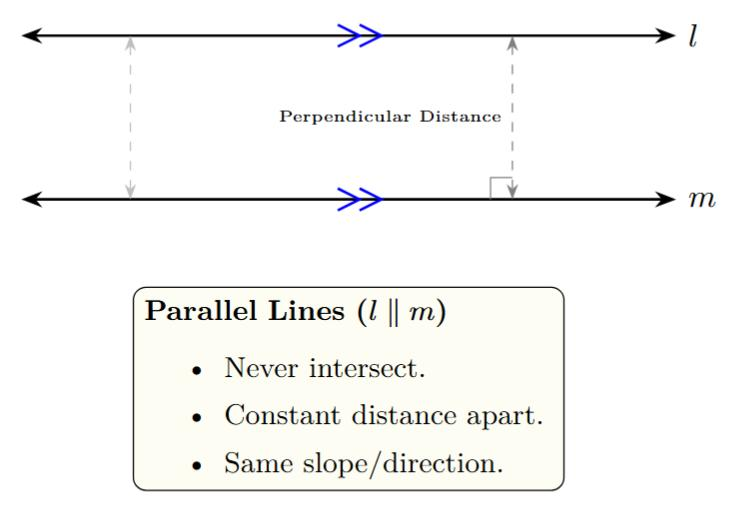 l
Perpendicular Distance
m
Parallel Lines (l ∥ m)
• Never intersect.
• Constant distance apart.
• Same slope/direction.